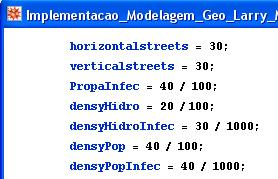 Implementacao_Modelagem_Geo_Larry_
horizontalstreets = 30;
verticalstreets = 30;
PropaInfec = 40 / 100;
densyHidro = 20 /100;
densyHidroInfec = 30 / 1000;
densyPop = 40 / 100;
densyPopInfec = 40 / 1000;